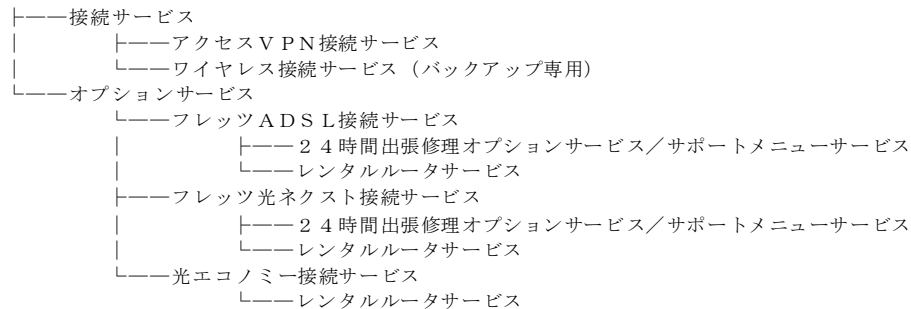 ├──接続サービス
│　　├──アクセスVPN接続サービス
│　　└──ワイヤレス接続サービス（バックアップ専用）
└──オプションサービス
　　　└──フレッツADSL接続サービス
　　　│　　　├──２４時間出張修理オプションサービス／サポートメニューサービス
　　　│　　　└──レンタルルータサービス
　　　├──フレッツ光ネクスト接続サービス
　　　│　　　├──２４時間出張修理オプションサービス／サポートメニューサービス
　　　│　　　└──レンタルルータサービス
　　　└──光エコノミー接続サービス
　　　　　　　└──レンタルルータサービス